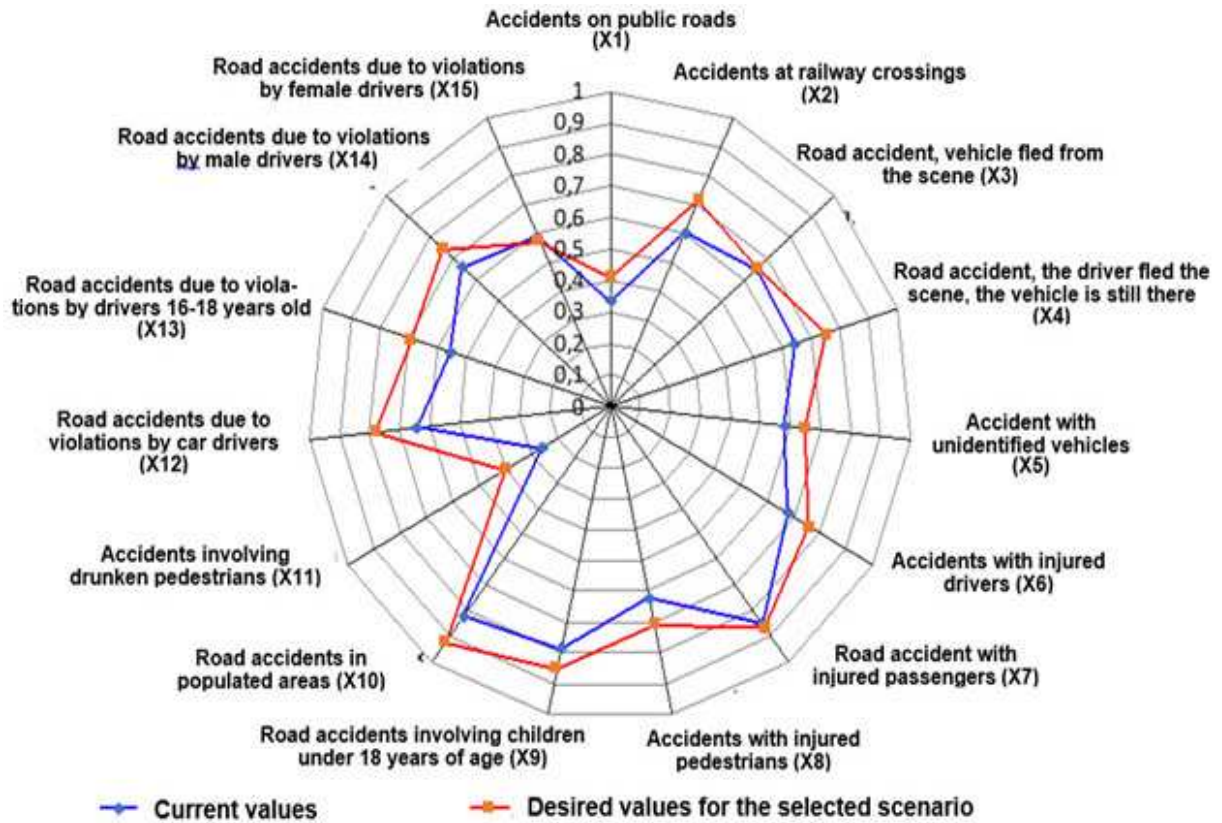 Accidents on public roads
(X1)
Accidents at railway crossings
(X2)
Road accident, vehicle fled from
the scene (X3)
Road accident, the driver fled the
scene, the vehicle is still there
(X4)
Accident with
unidentified vehicles
(X5)
Accidents with injured
drivers (X6)
Road accident with
injured passengers (X7)
Accidents with injured
pedestrians (X8)
Road accidents involving children
under 18 years of age (X9)
Road accidents in
populated areas (X10)
Accidents involving
drunken pedestrians (X11)
Road accidents due to
violations by car drivers
(X12)
Road accidents due to viola-
tions by drivers 16-18 years old
(X13)
Road accidents due to violations
by male drivers (X14)
Road accidents due to violations
by female drivers (X15)
1
0,9
0,8
0,7
0,6
0,5
0,4
0,3
0,2
0,1
0
Current values
Desired values for the selected scenario